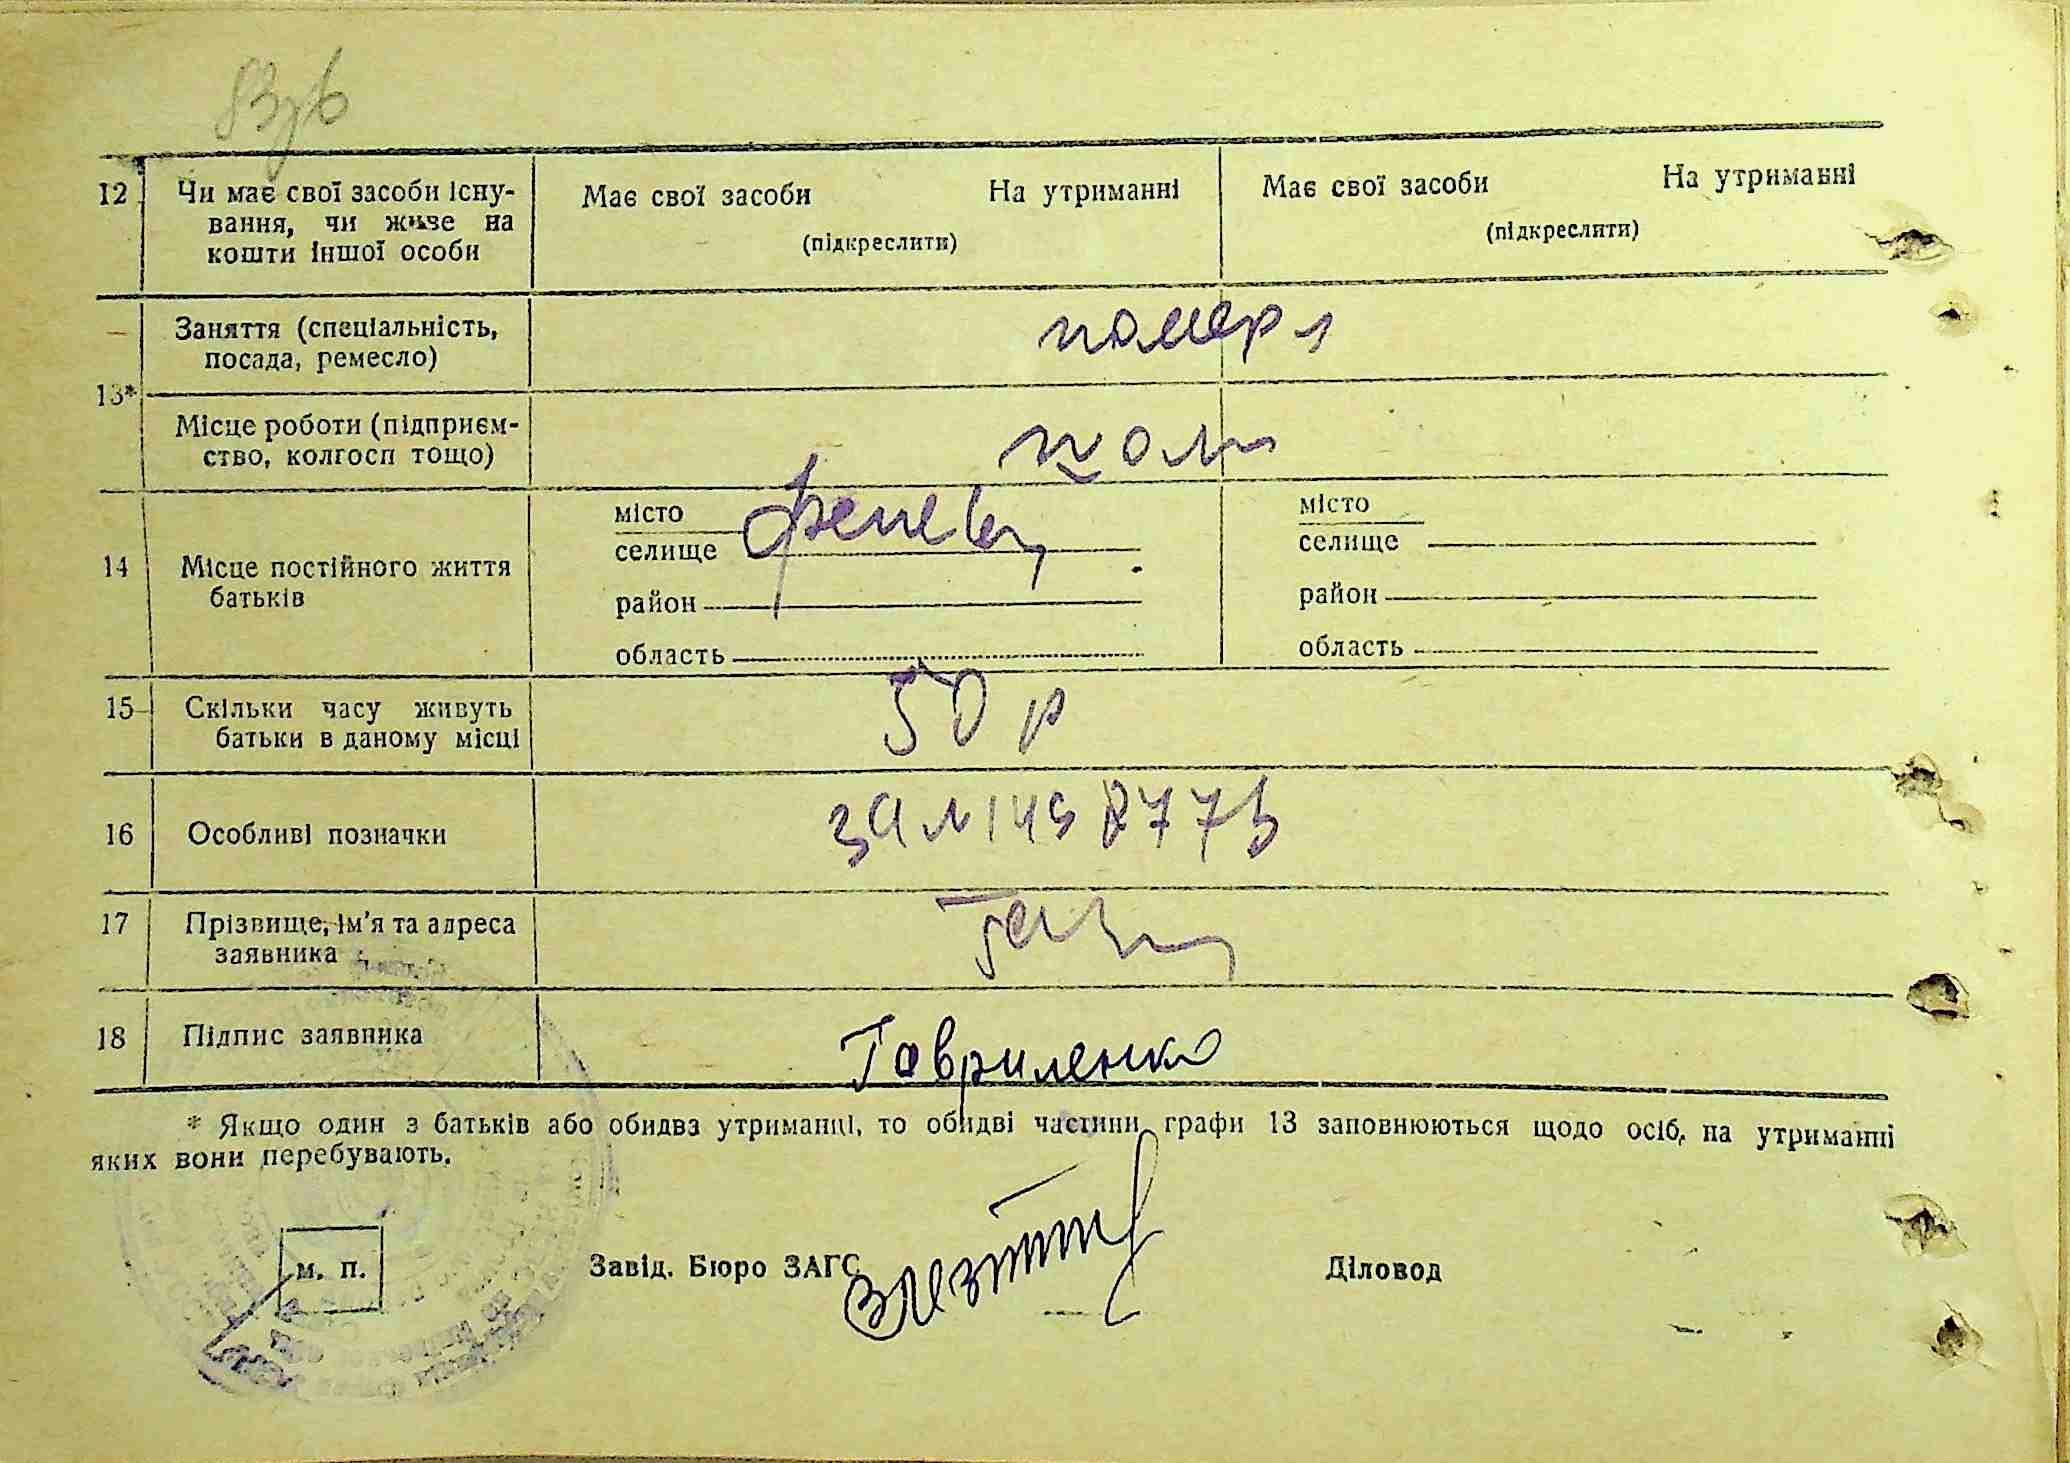 12 Чи має свої засоби існу- Має свої засоби На утриманні Має свої засоби На утриманні
вання, чи живе на (підкреслити) (підкреслити)
кошти іншої особи
Заняття (спеціальність, помер
посада, ремесло)
13*
Місце роботи (підприєм-
ство, колгосп тощо)
місто місто
селище селище
14 Місце постійного життя
батьків
район район
область область
15 Скільки часу живуть 50 р
батьки в даному місці
16 Особливі позначки
17 Прізвище, ім'я та адреса
заявника
18 Підпис заявника Гавриленко
* Якщо один з батьків або обидва утриманці, то обидві частини графи 13 заповнюються щодо осіб, на утриманні
яких вони перебувають.
м. п. Завід. Бюро ЗАГС Діловод